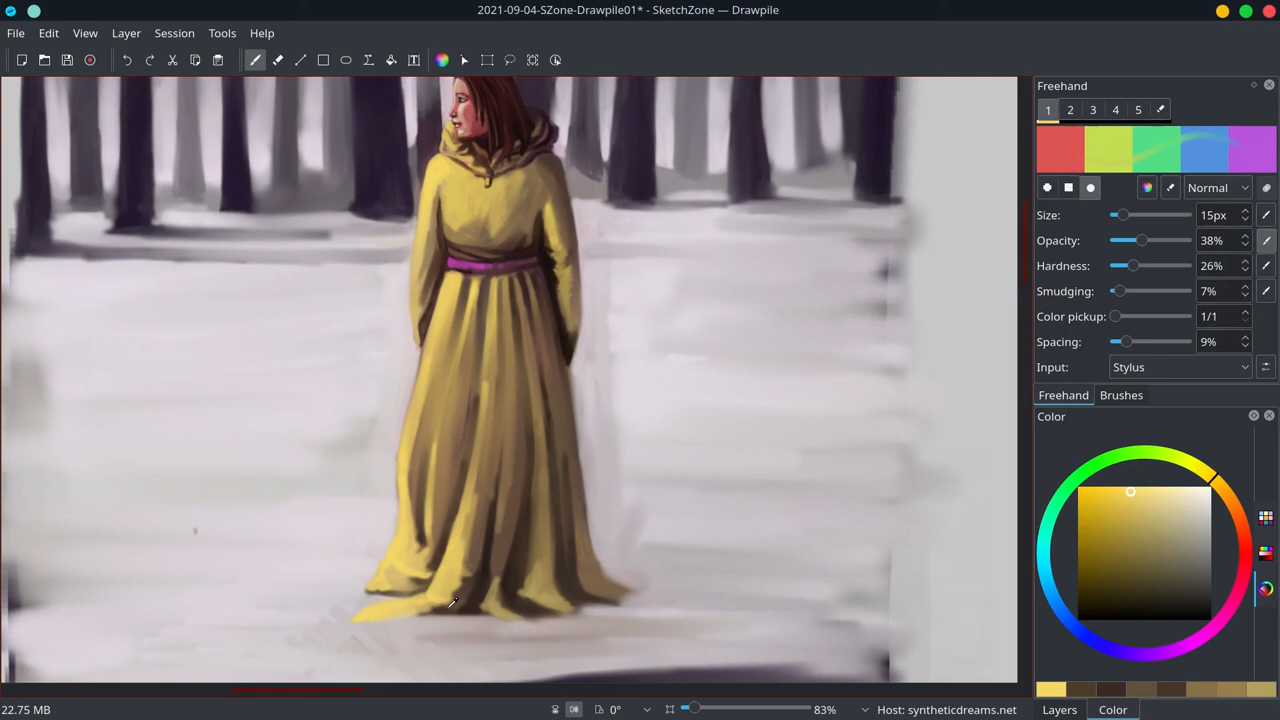 2021-09-04-SZone-Drawpile01* - SketchZone — Drawpile
File Edit View Layer Session Tools Help
Freehand
1 2 3 4 5
Normal
Size: 15px
Opacity: 38%
Hardness: 26%
Smudging: 7%
Color pickup: 1/1
Spacing: 9%
Input: Stylus
Freehand Brushes
Color
22.75 MB 0° 83% Host: syntheticdreams.net Layers Color